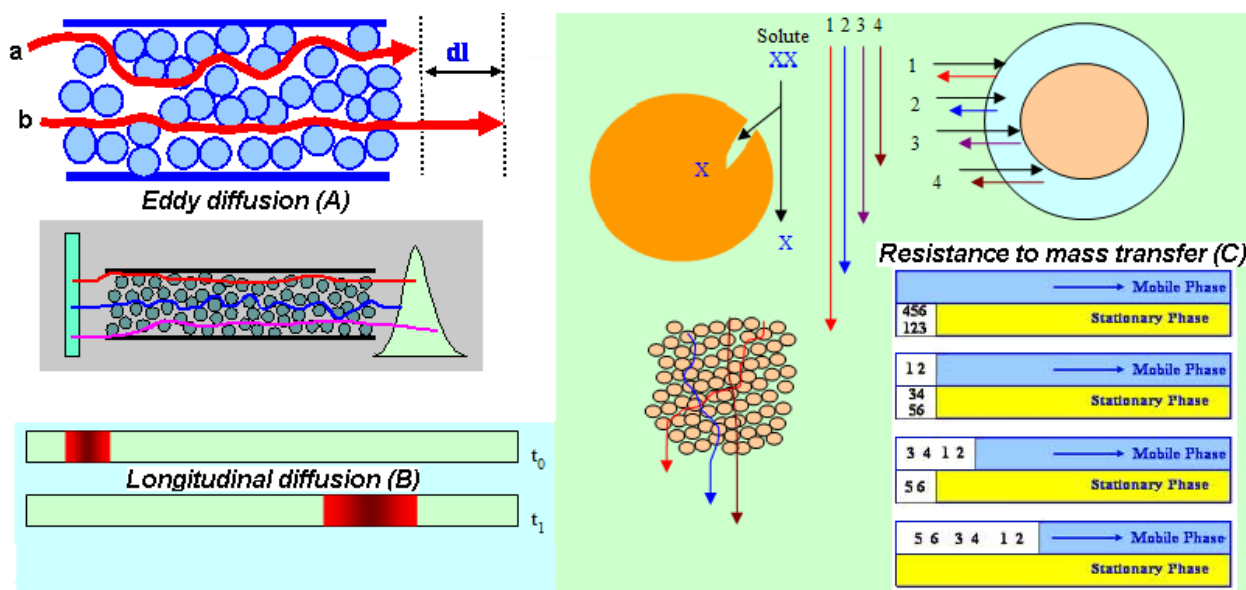 a
dl
b
Eddy diffusion (A)
t0
Longitudinal diffusion (B)
t1
Solute
XX
1 2 3 4
X
X
1
2
3
4
Resistance to mass transfer (C)
Mobile Phase
456
123
Stationary Phase
1 2
Mobile Phase
34
56
Stationary Phase
3 4 1 2
Mobile Phase
5 6
Stationary Phase
5 6 3 4 1 2
Mobile Phase
Stationary Phase